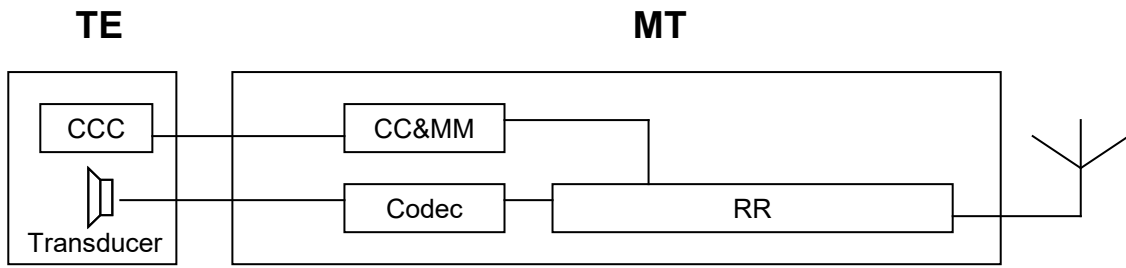 TE
MT
CCC
CC&MM
Codec
RR
Transducer